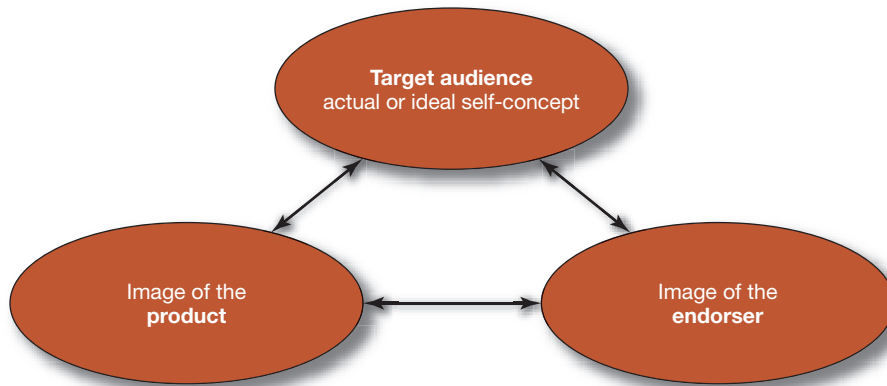 Target audience
actual or ideal self-concept
Image of the
product
Image of the
endorser